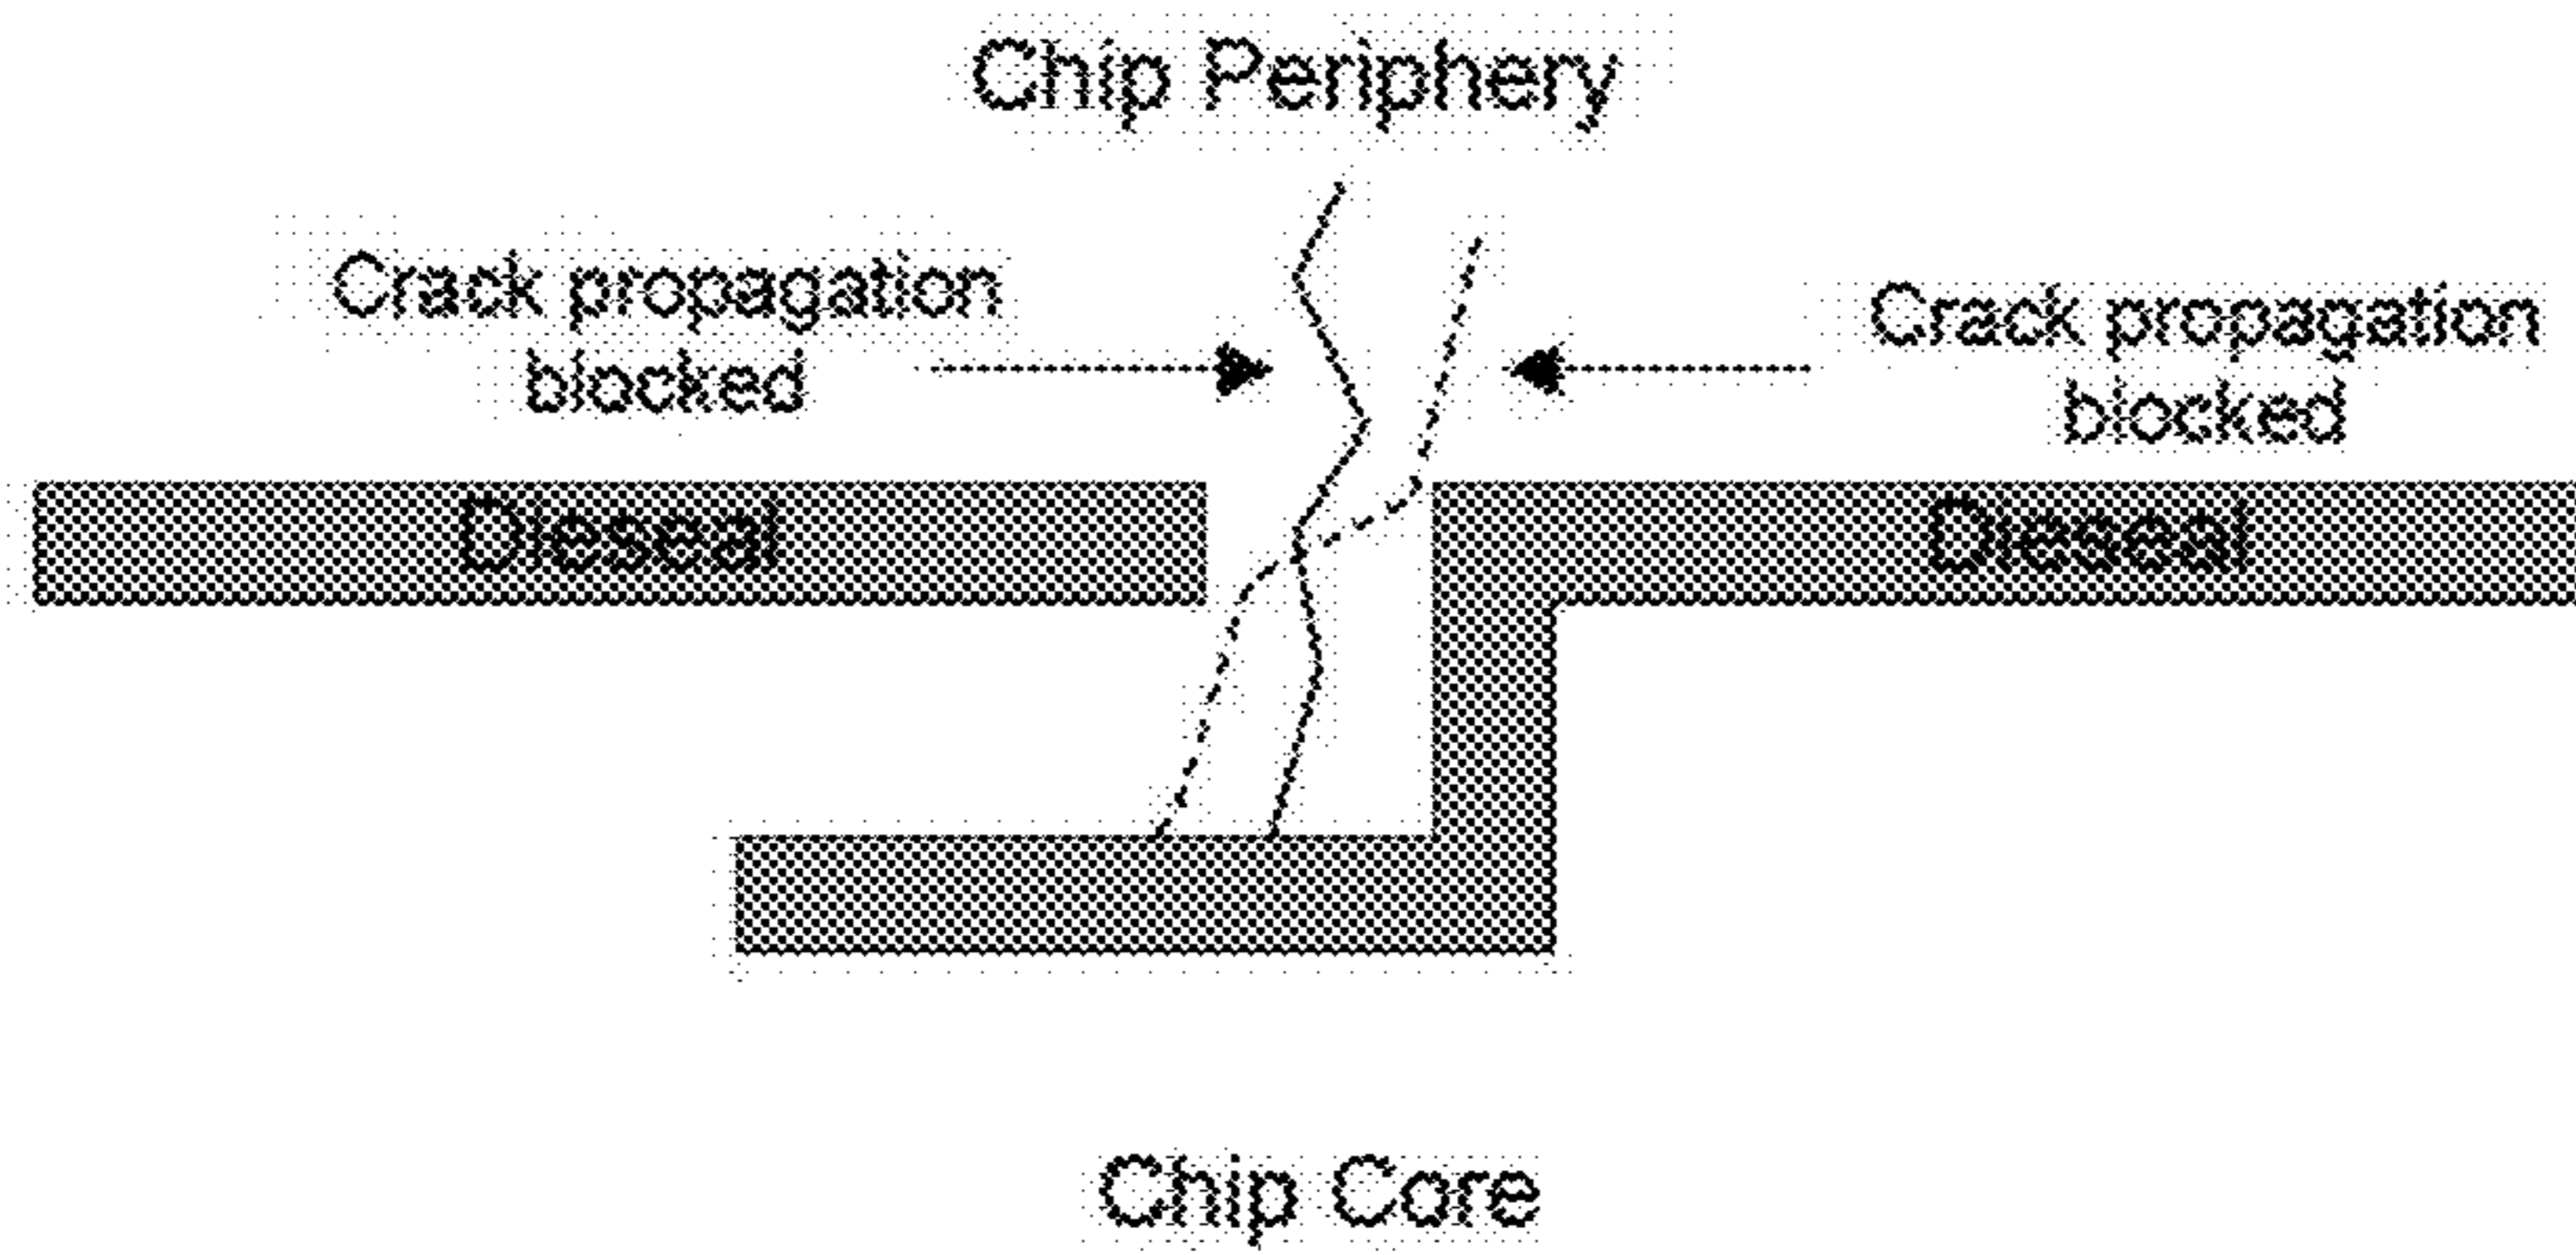 Chip Periphery
Crack propagation
blocked
Crack propagation
blocked
Dieseal
Dieseal
Chip Core